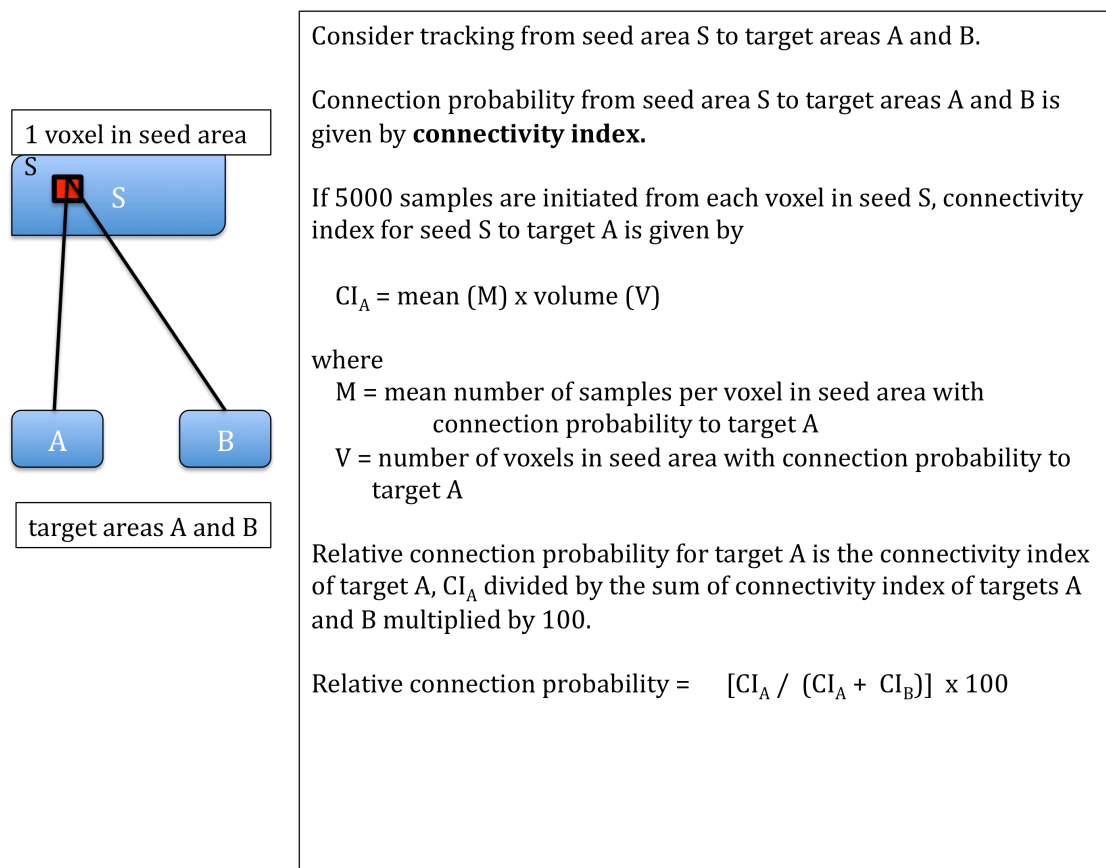 1 voxel in seed area
S
S
A
B
target areas A and B
Consider tracking from seed area S to target areas A and B.
Connection probability from seed area S to target areas A and B is
given by connectivity index.
If 5000 samples are initiated from each voxel in seed S, connectivity
index for seed S to target A is given by
CI_A = mean (M) x volume (V)
where
M = mean number of samples per voxel in seed area with
connection probability to target A
V = number of voxels in seed area with connection probability to
target A
Relative connection probability for target A is the connectivity index
of target A, CI_A divided by the sum of connectivity index of targets A
and B multiplied by 100.
Relative connection probability = [CI_A / (CI_A + CI_B)] x 100